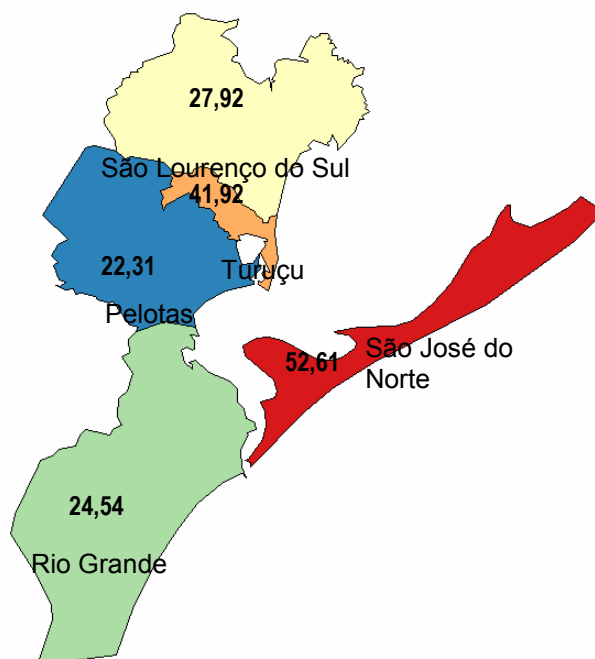 27,92
São Lourenço do Sul
41,92
22,31
Turuçu
Pelotas
52,61
São José do
Norte
24,54
Rio Grande